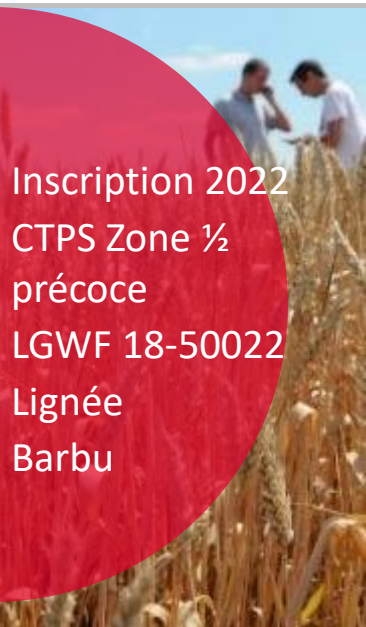 Inscription 2022
CTPS Zone ½
précoce
LGWF 18-50022
Lignée
Barbu